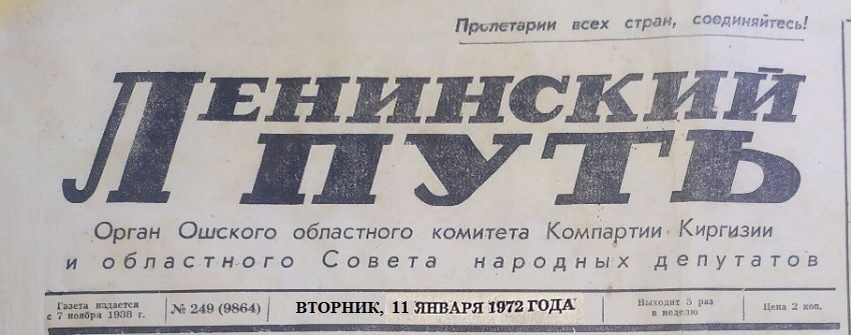 Пролетарии всех стран, соединяйтесь!
ЛЕНИНСКИЙ
ПУТЬ
Орган Ошского областного комитета Компартии Киргизии
и областного Совета народных депутатов
Газета издается
с 7 ноября 1938 г.
№ 249 (9864)
ВТОРНИК, 11 ЯНВАРЯ 1972 ГОДА
Выходит 5 раз
в неделю
Цена 2 коп.